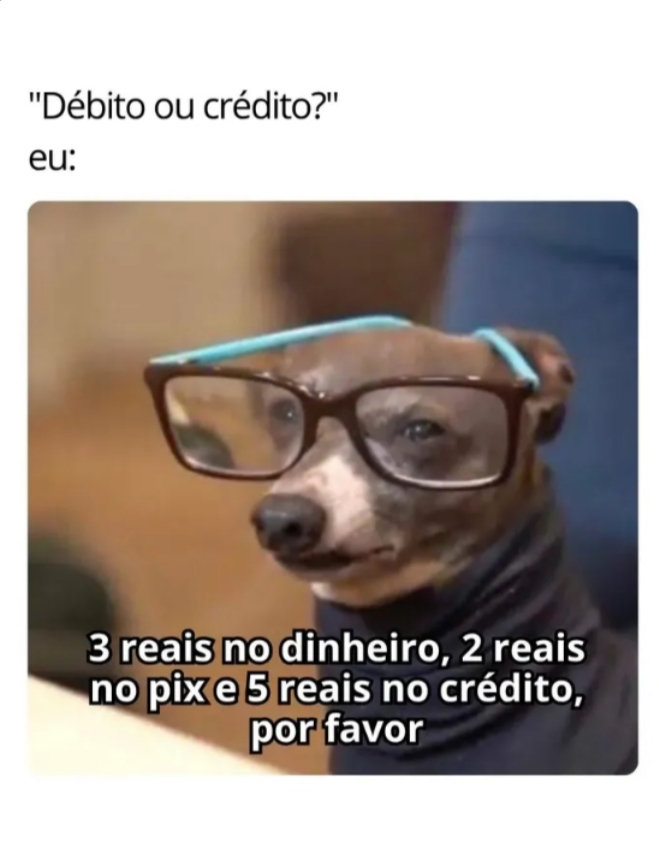 "Débito ou crédito?"
eu:
3 reais no dinheiro, 2 reais
no pix e 5 reais no crédito,
por favor